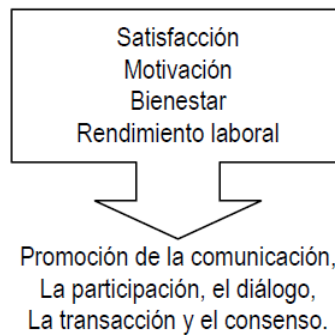 Satisfacción
Motivación
Bienestar
Rendimiento laboral
Promoción de la comunicación,
La participación, el diálogo,
La transacción y el consenso.